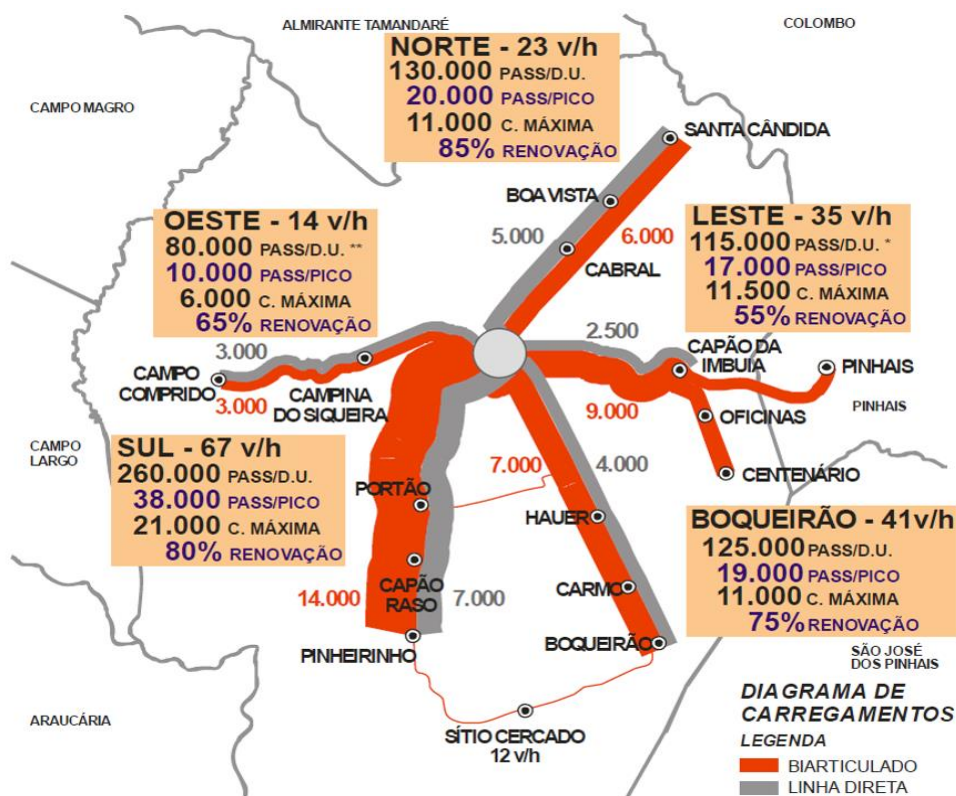 ALMIRANTE TAMANDARÉ
COLOMBO
NORTE - 23 v/h
130.000 PASS/D.U.
20.000 PASS/PICO
11.000 C. MÁXIMA
85% RENOVAÇÃO
CAMPO MAGRO
SANTA CÂNDIDA
BOA VISTA
5.000
6.000
CABRAL
OESTE - 14 v/h
80.000 PASS/D.U. **
10.000 PASS/PICO
6.000 C. MÁXIMA
65% RENOVAÇÃO
LESTE - 35 v/h
115.000 PASS/D.U. *
17.000 PASS/PICO
11.500 C. MÁXIMA
55% RENOVAÇÃO
3.000
2.500
CAMPO
COMPRIDO
3.000
CAMPINA
DO SIQUEIRA
CAPÃO DA
IMBUIA
PINHAIS
PINHAIS
9.000
OFICINAS
CENTENÁRIO
CAMPO
LARGO
SUL - 67 v/h
260.000 PASS/D.U.
38.000 PASS/PICO
21.000 C. MÁXIMA
80% RENOVAÇÃO
7.000
4.000
PORTÃO
HAUER
BOQUEIRÃO - 41v/h
125.000 PASS/D.U.
19.000 PASS/PICO
11.000 C. MÁXIMA
75% RENOVAÇÃO
CAPÃO
RASO
14.000
7.000
CARMO
PINHEIRINHO
BOQUEIRÃO
SÃO JOSÉ
DOS PINHAIS
ARAUCÁRIA
SÍTIO CERCADO
12 v/h
DIAGRAMA DE
CARREGAMENTOS
LEGENDA
BIARTICULADO
LINHA DIRETA